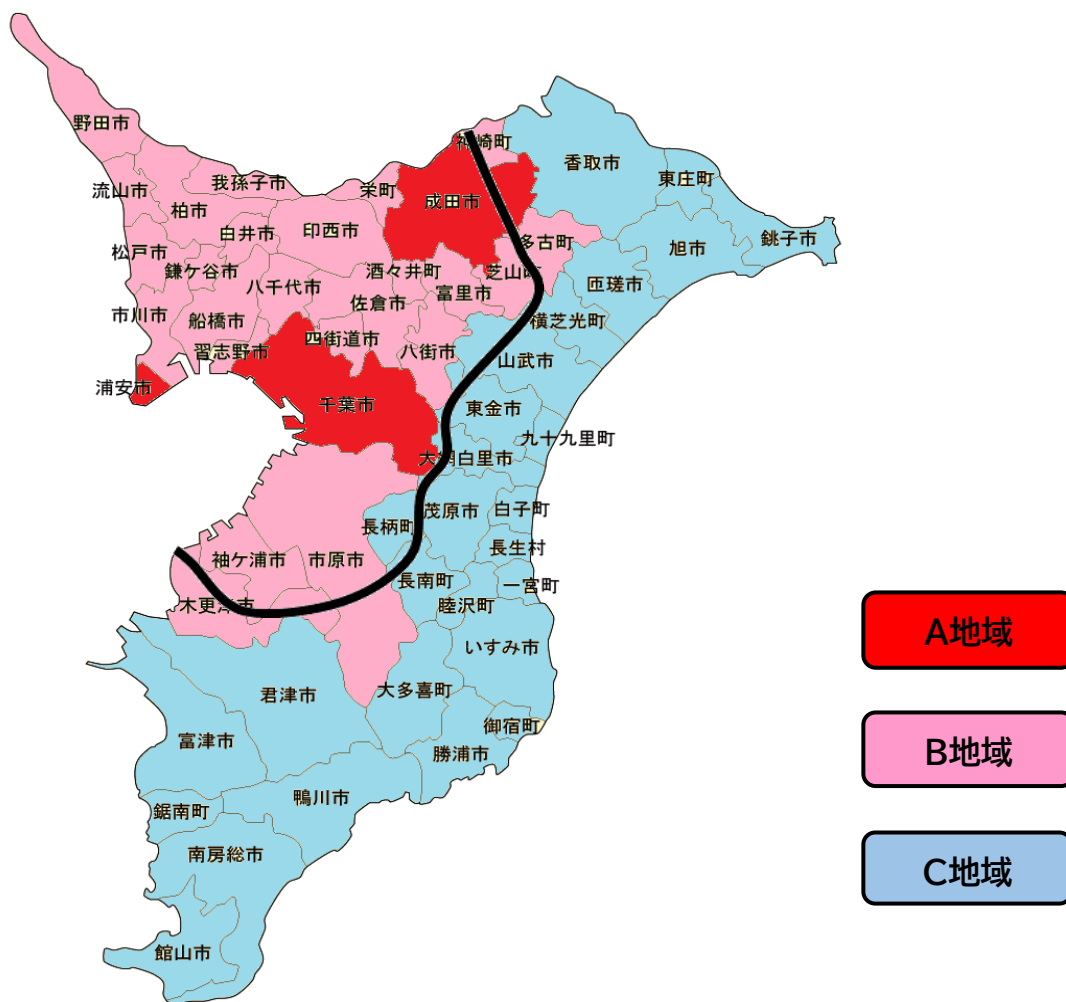 野田市
神崎町
香取市
流山市
我孫子市
栄町
成田市
東庄町
柏市
白井市
印西市
多古町
旭市
銚子市
松戸市
鎌ケ谷市
八千代市
酒々井町
芝山町
富里市
佐倉市
匝瑳市
市川市
船橋市
四街道市
横芝光町
習志野市
八街市
山武市
浦安市
千葉市
東金市
九十九里町
大網白里市
長柄町
茂原市
白子町
袖ケ浦市
市原市
長生村
長南町
一宮町
木更津市
睦沢町
いすみ市
君津市
大多喜町
御宿町
富津市
勝浦市
鋸南町
鴨川市
南房総市
館山市
A地域
B地域
C地域